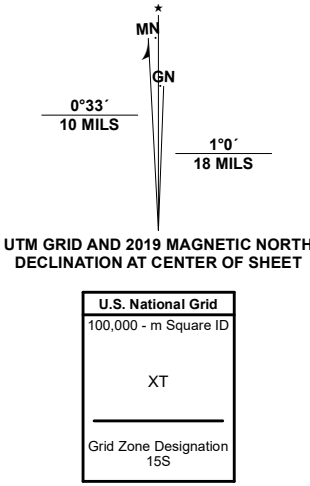 ★
MN
GN
0°33´
10 MILS
1°0´
18 MILS
UTM GRID AND 2019 MAGNETIC NORTH
DECLINATION AT CENTER OF SHEET
U.S. National Grid
100,000 - m Square ID
XT
Grid Zone Designation
15S